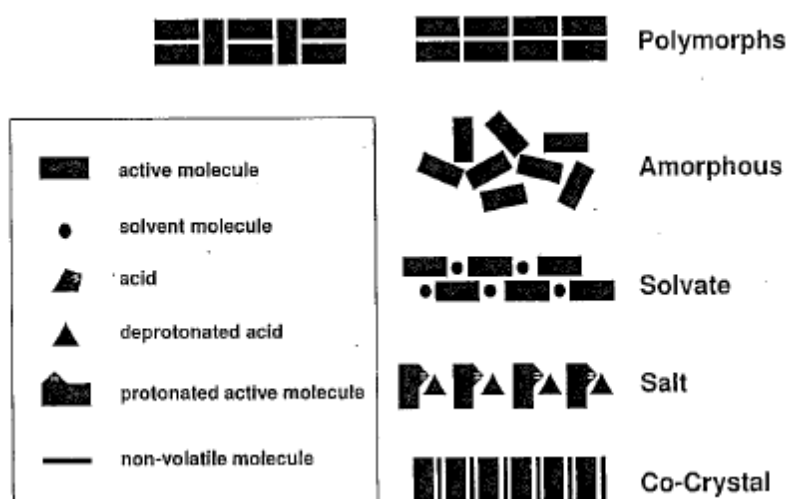 Polymorphs
active molecule
solvent molecule
acid
deprotonated acid
protonated active molecule
non-volatile molecule
Amorphous
Solvate
Salt
Co-Crystal